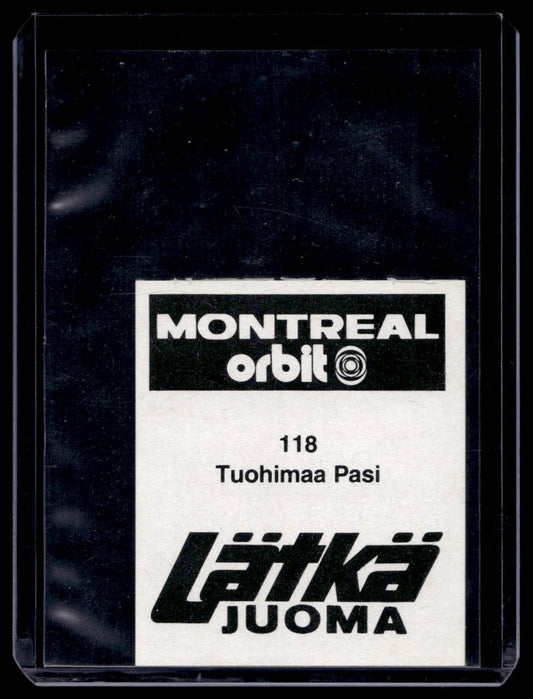 MONTREAL
orbit
118
Tuohimaa Pasi
Lätkä
JUOMA